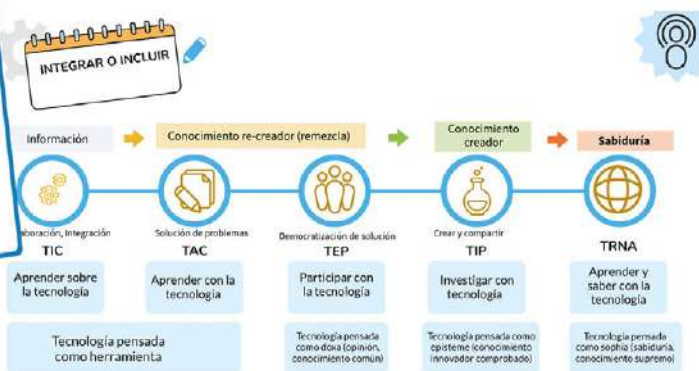 INTEGRAR O INCLUIR
Información
Conocimiento re-creador (remezcla)
Conocimiento
creador
Sabiduría
Integración
Solución de problemas
Democratización de solución
Crear y compartir
TIC
TAC
TEP
TIP
TRNA
Aprender sobre
la tecnología
Aprender con la
tecnología
Participar con
la tecnología
Investigar con
tecnología
Aprender y
saber con la
tecnología
Tecnología pensada
como herramienta
Tecnología pensada
como doxa (opinión,
conocimiento común)
Tecnología pensada como
episteme (conocimiento
innovador comprobado)
Tecnología pensada
como sophia (sabiduría,
conocimiento supremo)